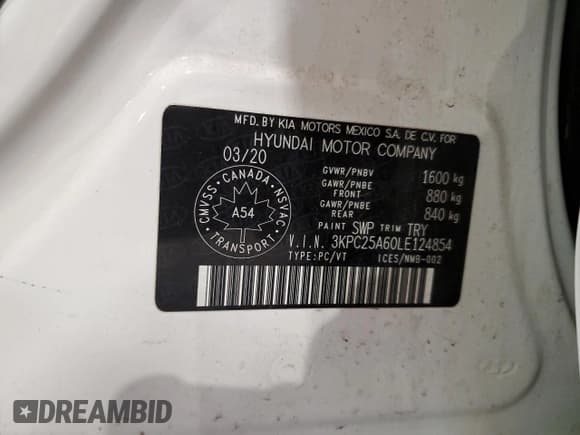 MFD. BY KIA MOTORS MEXICO S.A. DE C.V. FOR
HYUNDAI MOTOR COMPANY
03/20
GVWR/PNBV 1600 kg
GAWR/PNBE FRONT 880 kg
GAWR/PNBE REAR 840 kg
PAINT SWP TRIM TRY
V.I.N. 3KPC25A60LE124854
TYPE:PC/VT ICES/NMB-002
CMVSS · CANADA · NSVAC
A54
TRANSPORT
DREAMBID